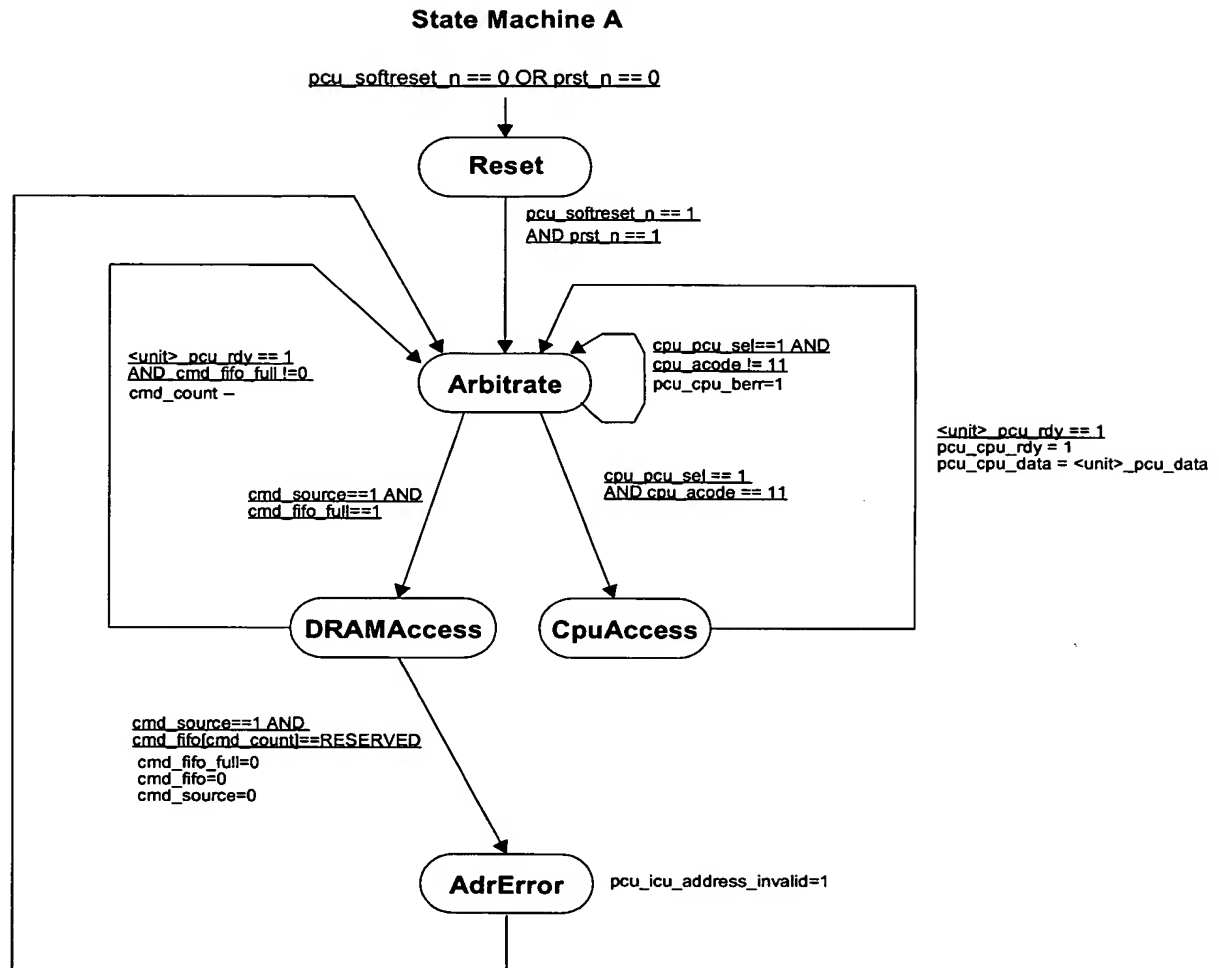 State Machine A
pcu_softreset_n == 0 OR prst_n == 0
Reset
pcu_softreset_n == 1
AND prst_n == 1
<unit>_pcu_rdy == 1
AND cmd_fifo_full !=0
cmd_count –
Arbitrate
cpu_pcu_sel==1 AND
cpu_acode != 11
pcu_cpu_berr=1
<unit>_pcu_rdy == 1
pcu_cpu_rdy = 1
pcu_cpu_data = <unit>_pcu_data
cmd_source==1 AND
cmd_fifo_full==1
cpu_pcu_sel == 1
AND cpu_acode == 11
DRAMAccess
CpuAccess
cmd_source==1 AND
cmd_fifo[cmd_count]==RESERVED
cmd_fifo_full=0
cmd_fifo=0
cmd_source=0
AdrError
pcu_icu_address_invalid=1